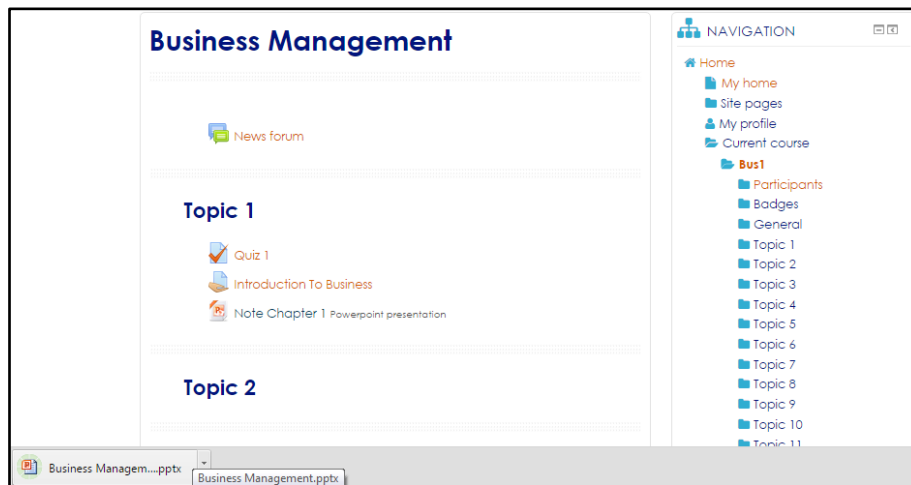 Business Management
News forum
Topic 1
Quiz 1
Introduction To Business
Note Chapter 1 Powerpoint presentation
Topic 2
NAVIGATION
Home
My home
Site pages
My profile
Current course
Bus1
Participants
Badges
General
Topic 1
Topic 2
Topic 3
Topic 4
Topic 5
Topic 6
Topic 7
Topic 8
Topic 9
Topic 10
Topic 11
Business Managem....pptx
Business Management.pptx